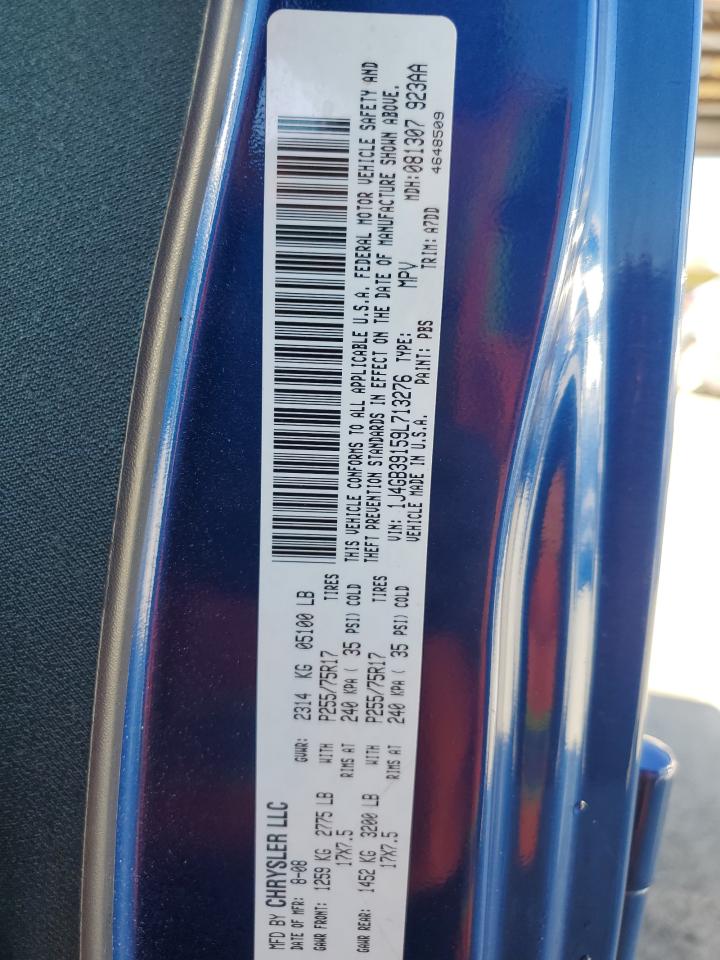 MFD BY CHRYSLER LLC
DATE OF MFR: 8-08 GVWR: 2314 KG 05100 LB
GAWR FRONT: 1259 KG 2775 LB WITH P255/75R17 TIRES
17X7.5 RIMS AT 240 KPA ( 35 PSI) COLD
GAWR REAR: 1452 KG 3200 LB WITH P255/75R17 TIRES
17X7.5 RIMS AT 240 KPA ( 35 PSI) COLD
THIS VEHICLE CONFORMS TO ALL APPLICABLE U.S.A. FEDERAL MOTOR VEHICLE SAFETY AND
THEFT PREVENTION STANDARDS IN EFFECT ON THE DATE OF MANUFACTURE SHOWN ABOVE.
VIN: 1J4GB39159L713276 TYPE: MPV MDH:081307 923AA
VEHICLE MADE IN U.S.A. PAINT: PBS TRIM: A7DD 4648509